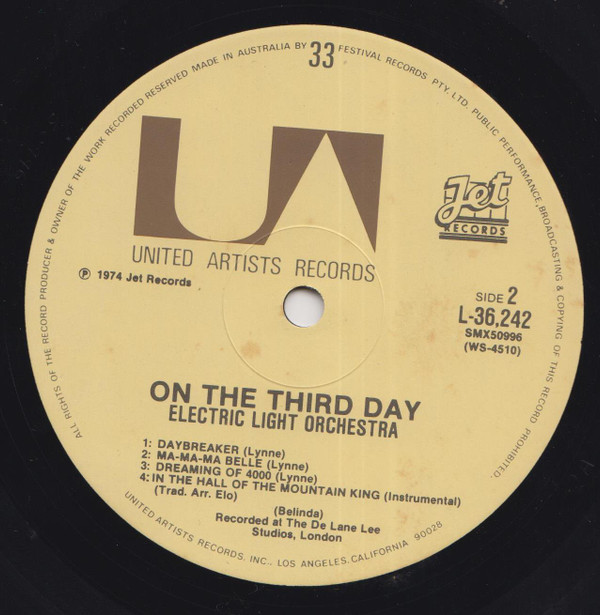 ALL RIGHTS OF THE RECORD PRODUCER & OWNER OF THE WORK RECORDED RESERVED MADE IN AUSTRALIA BY FESTIVAL RECORDS PTY. LTD. PUBLIC PERFORMANCE, BROADCASTING & COPYING OF THIS RECORD PROHIBITED.
33
UA
Jet
RECORDS
UNITED ARTISTS RECORDS
℗ 1974 Jet Records
SIDE 2
L-36,242
SMX50996
(WS-4510)
ON THE THIRD DAY
ELECTRIC LIGHT ORCHESTRA
1: DAYBREAKER (Lynne)
2: MA-MA-MA BELLE (Lynne)
3: DREAMING OF 4000 (Lynne)
4: IN THE HALL OF THE MOUNTAIN KING (Instrumental)
(Trad. Arr. Elo)
(Belinda)
Recorded at The De Lane Lee
Studios, London
UNITED ARTISTS RECORDS, INC., LOS ANGELES, CALIFORNIA 90028